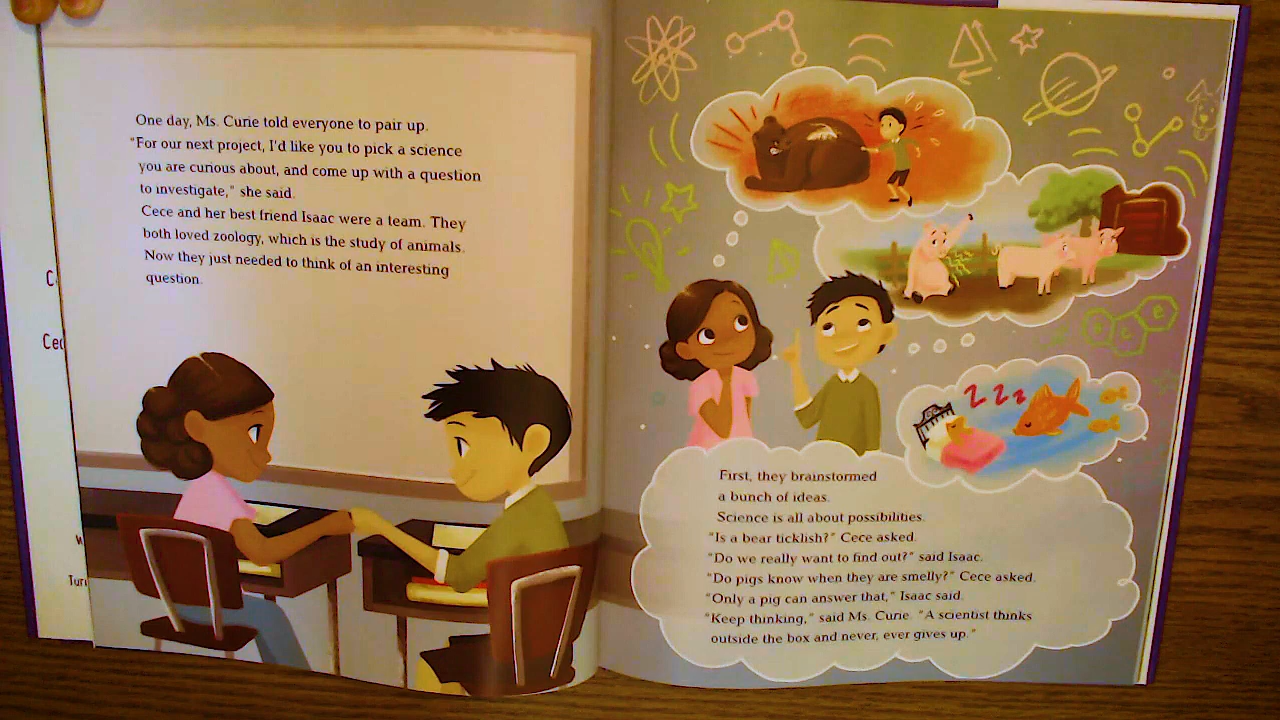 One day, Ms. Curie told everyone to pair up.
"For our next project, I'd like you to pick a science
you are curious about, and come up with a question
to investigate," she said.
Cece and her best friend Isaac were a team. They
both loved zoology, which is the study of animals.
Now they just needed to think of an interesting
question.
ZZZ
First, they brainstormed
a bunch of ideas.
Science is all about possibilities.
"Is a bear ticklish?" Cece asked.
"Do we really want to find out?" said Isaac.
"Do pigs know when they are smelly?" Cece asked.
"Only a pig can answer that," Isaac said.
"Keep thinking," said Ms. Curie. "A scientist thinks
outside the box and never, ever gives up."